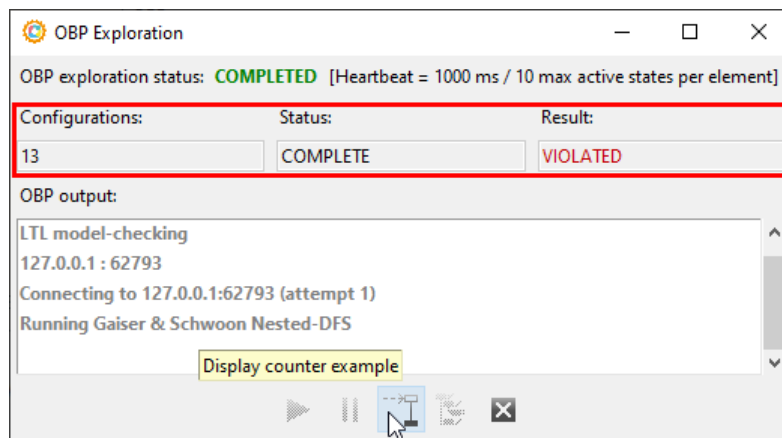 OBP Exploration
OBP exploration status: COMPLETED [Heartbeat = 1000 ms / 10 max active states per element]
Configurations: Status: Result:
13 COMPLETE VIOLATED
OBP output:
LTL model-checking
127.0.0.1 : 62793
Connecting to 127.0.0.1:62793 (attempt 1)
Running Gaiser & Schwoon Nested-DFS
Display counter example